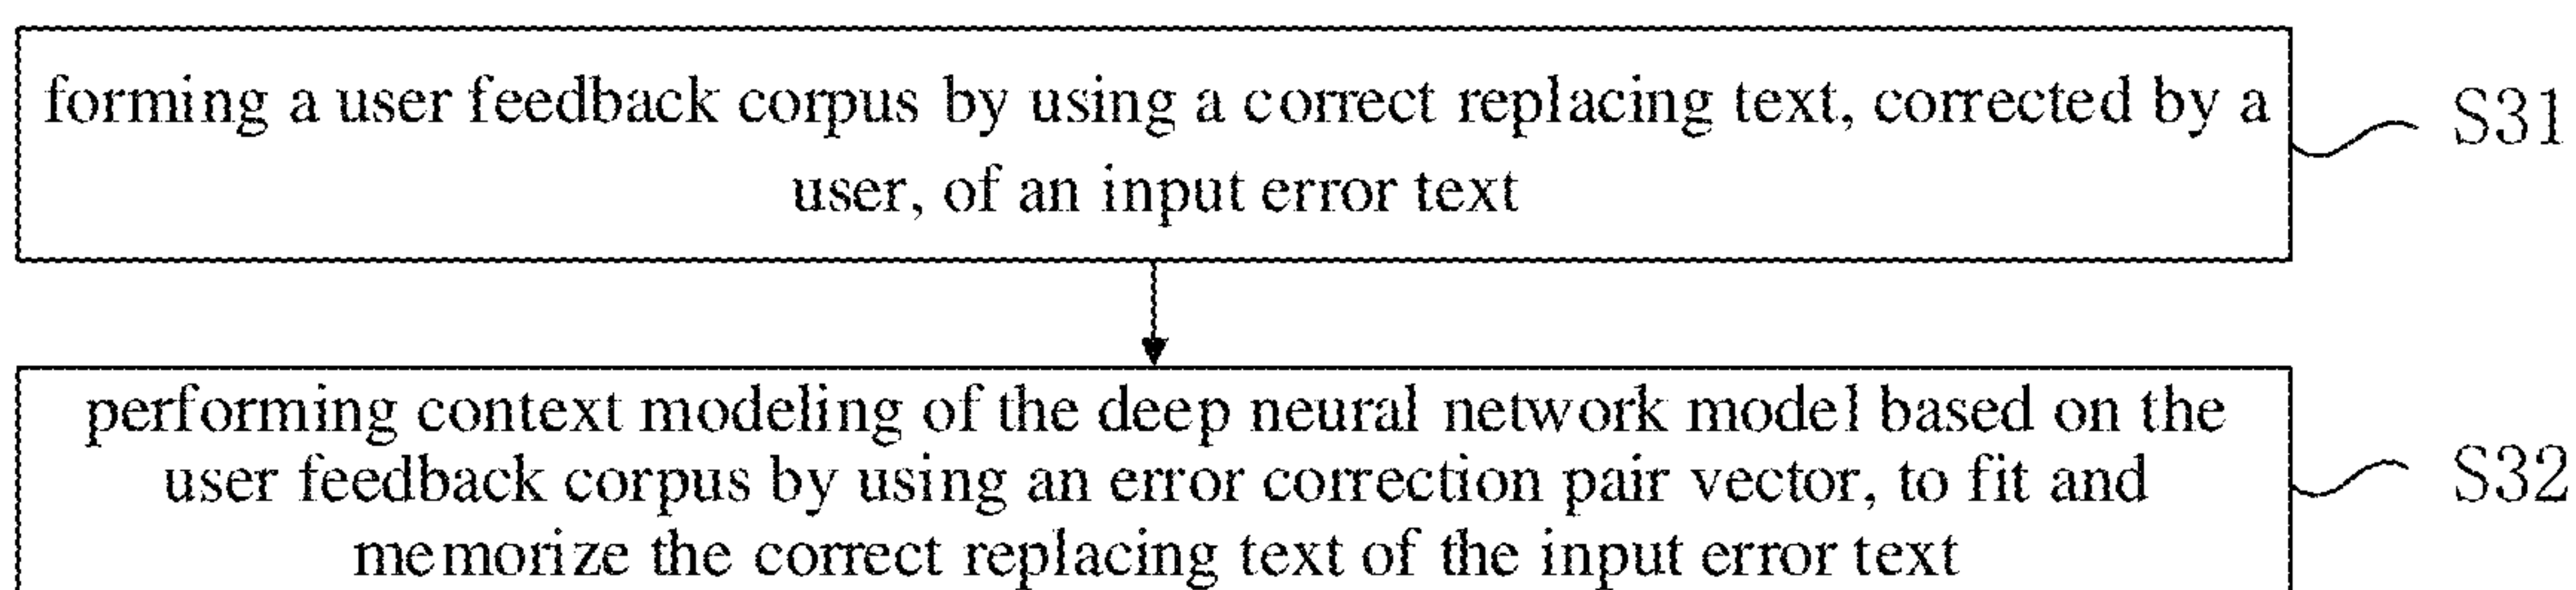 forming a user feedback corpus by using a correct replacing text, corrected by a
user, of an input error text
S31
performing context modeling of the deep neural network model based on the
user feedback corpus by using an error correction pair vector, to fit and
memorize the correct replacing text of the input error text
S32